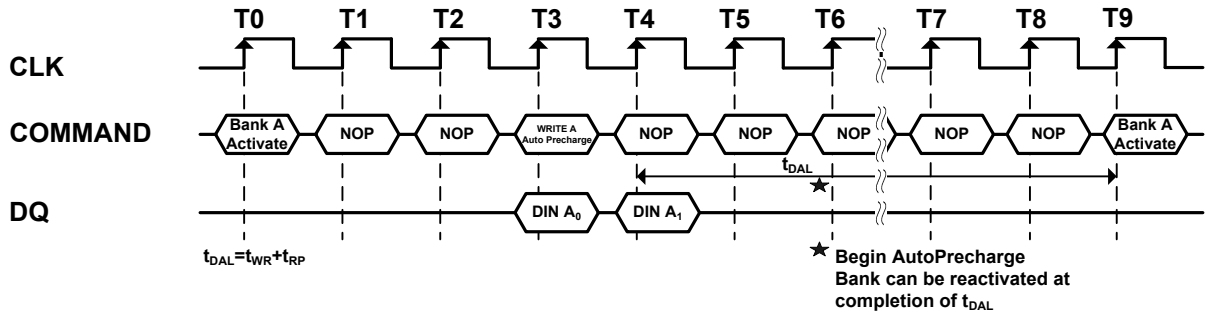 T0 T1 T2 T3 T4 T5 T6 T7 T8 T9
CLK
COMMAND
Bank A
Activate
NOP
NOP
WRITE A
Auto Precharge
NOP
NOP
NOP
NOP
NOP
Bank A
Activate
tDAL
DQ
DIN A0
DIN A1
tDAL=tWR+tRP
Begin AutoPrecharge
Bank can be reactivated at
completion of tDAL